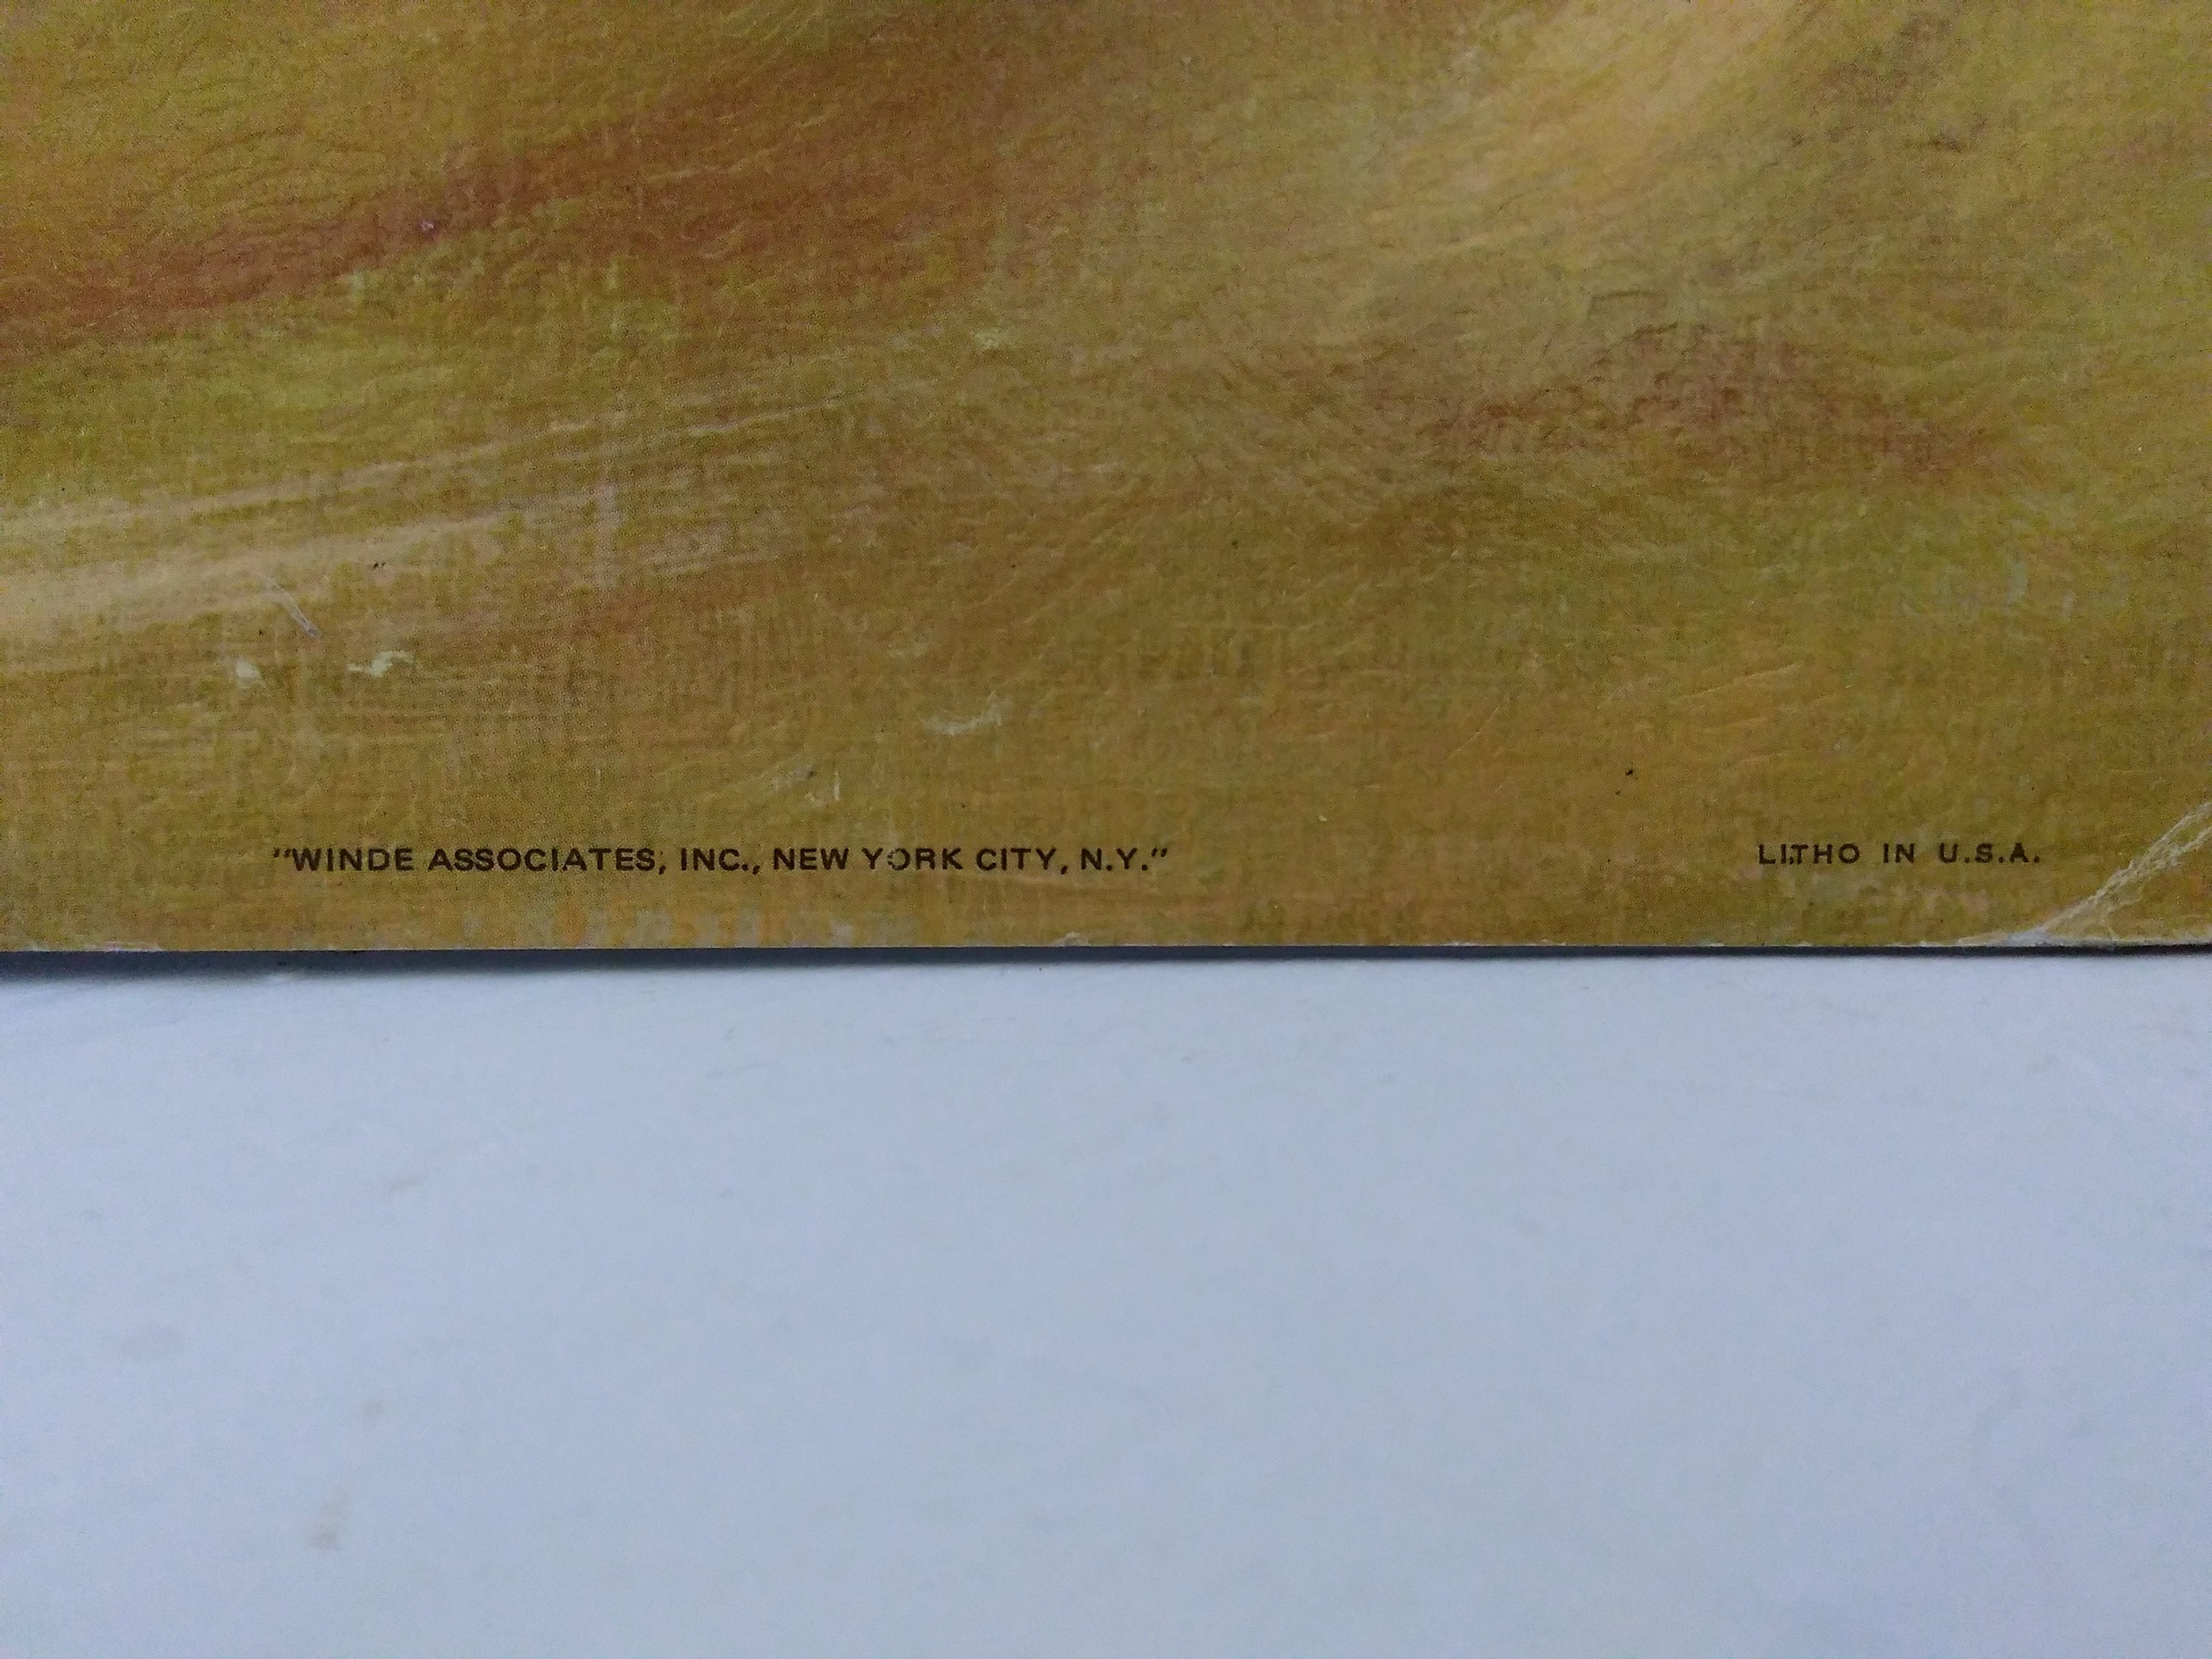 "WINDE ASSOCIATES, INC., NEW YORK CITY, N.Y."
LITHO IN U.S.A.